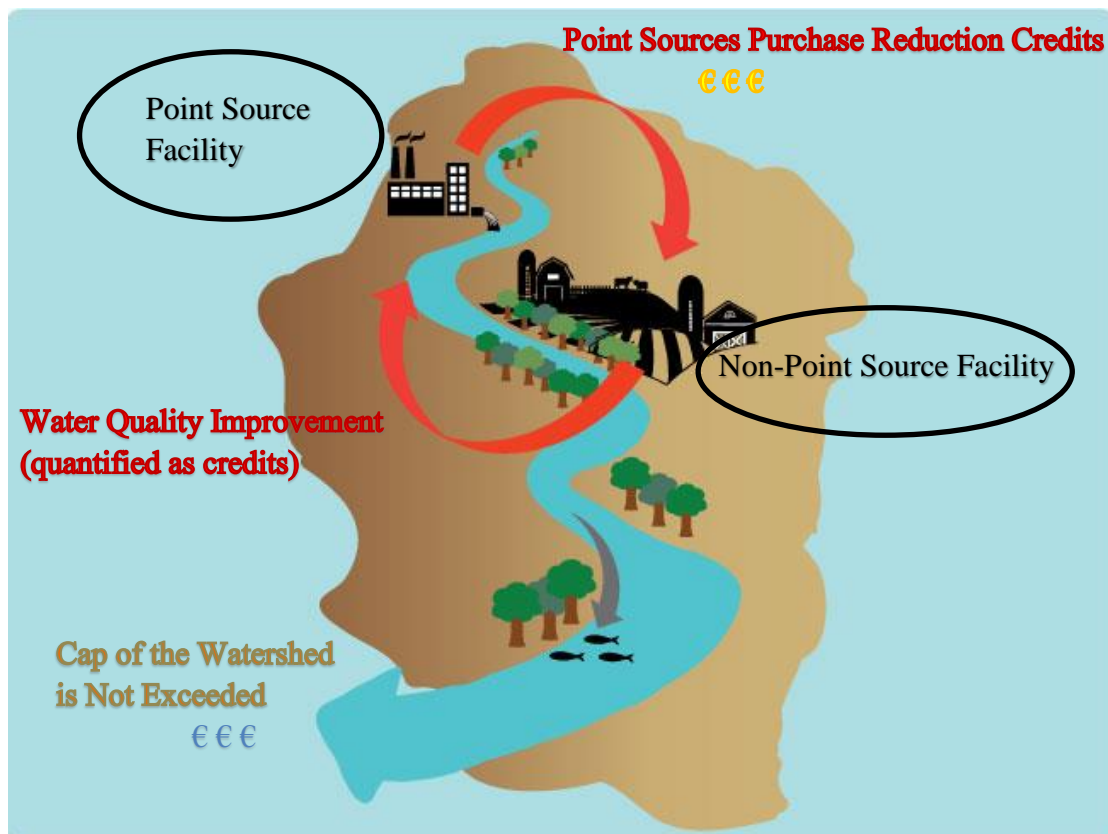 Point Sources Purchase Reduction Credits
€ € €
Point Source
Facility
Non-Point Source Facility
Water Quality Improvement
(quantified as credits)
Cap of the Watershed
is Not Exceeded
€ € €